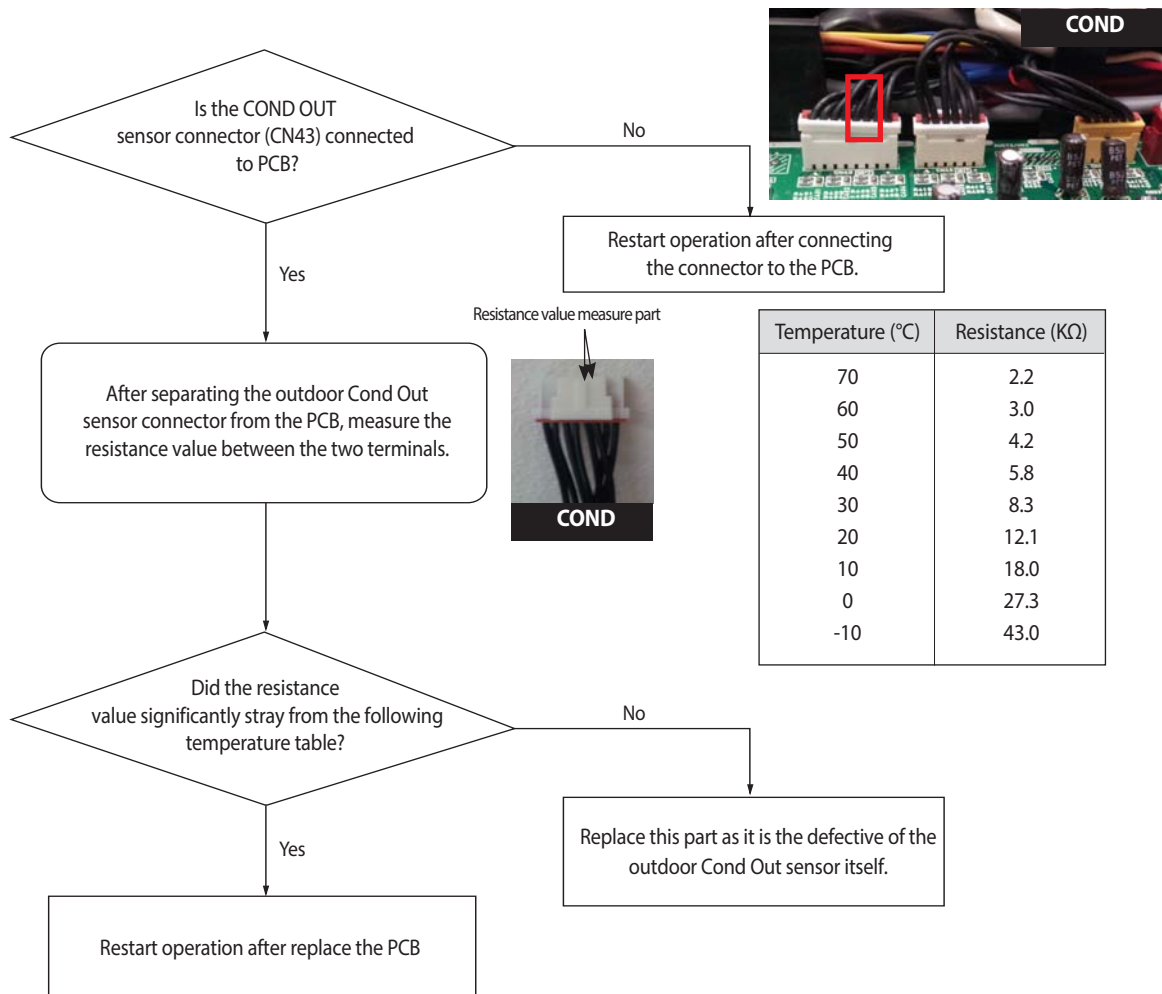 COND
Is the COND OUT
sensor connector (CN43) connected
to PCB?
No
Restart operation after connecting
the connector to the PCB.
Yes
Resistance value measure part
COND
After separating the outdoor Cond Out
sensor connector from the PCB, measure the
resistance value between the two terminals.
Temperature (°C) Resistance (KΩ)
70 2.2
60 3.0
50 4.2
40 5.8
30 8.3
20 12.1
10 18.0
0 27.3
-10 43.0
Did the resistance
value significantly stray from the following
temperature table?
No
Replace this part as it is the defective of the
outdoor Cond Out sensor itself.
Yes
Restart operation after replace the PCB